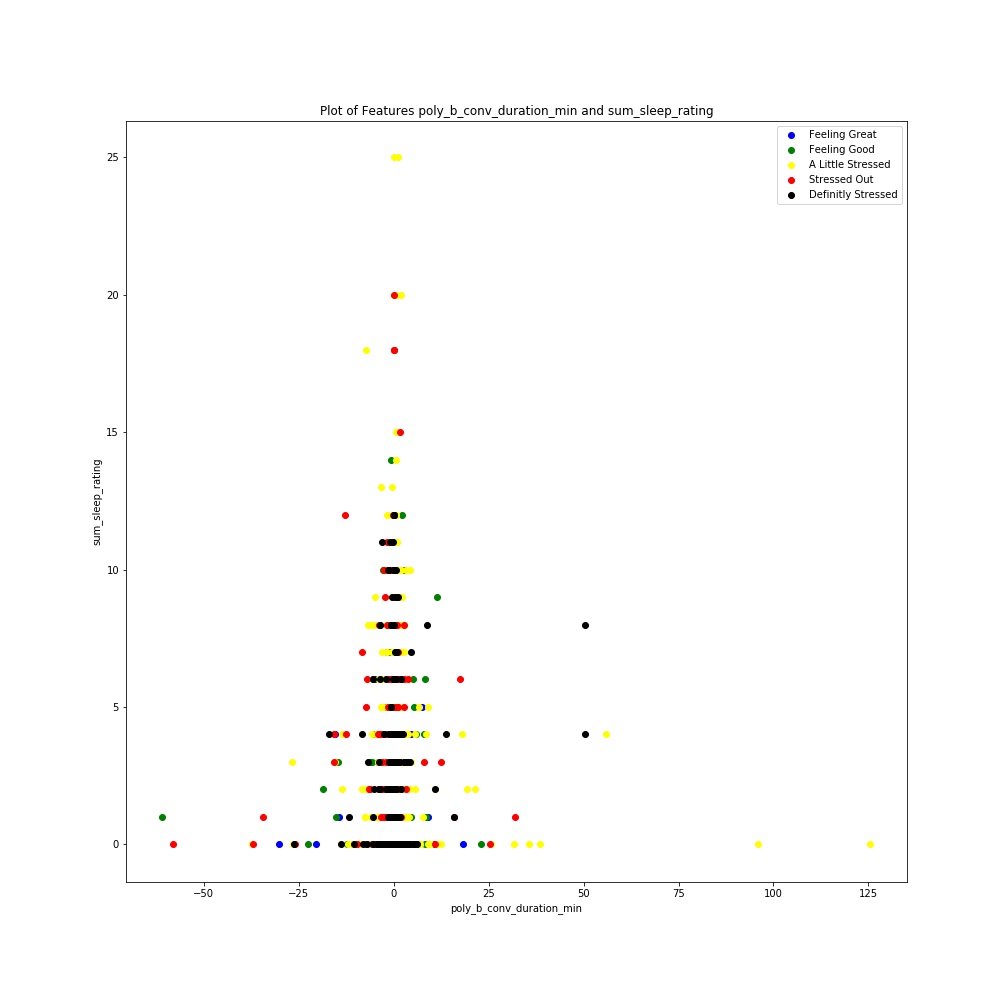 Plot of Features poly_b_conv_duration_min and sum_sleep_rating
Feeling Great
Feeling Good
A Little Stressed
Stressed Out
Definitly Stressed
25
20
15
10
5
0
sum_sleep_rating
−50
−25
0
25
50
75
100
125
poly_b_conv_duration_min